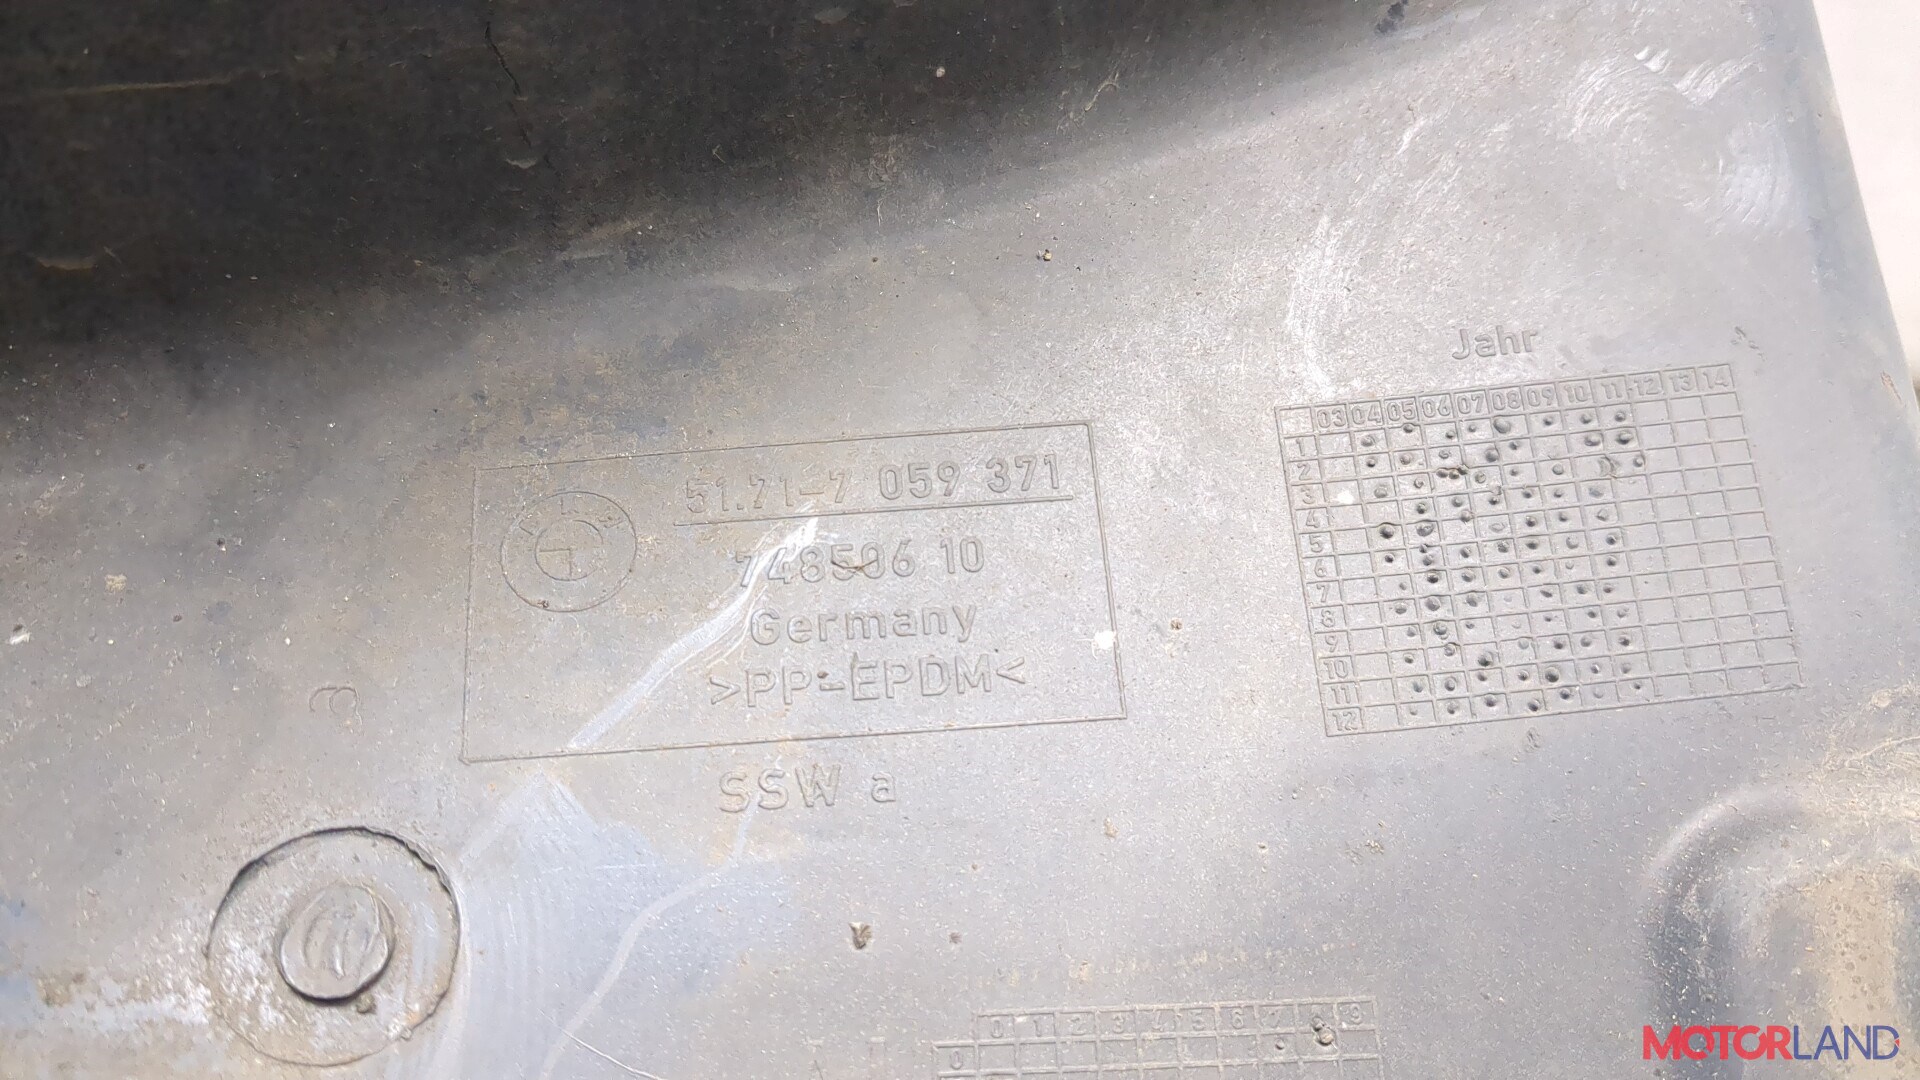 Jahr
03 04 05 06 07 08 09 10 11 12 13 14
1
2
3
4
5
6
7
8
9
10
11
12
BMW
51.71-7 059 371
748506 10
Germany
>PP-EPDM<
SSW a
3
0 1 2 3 4 5 6 7 8 9
0
MOTORLAND